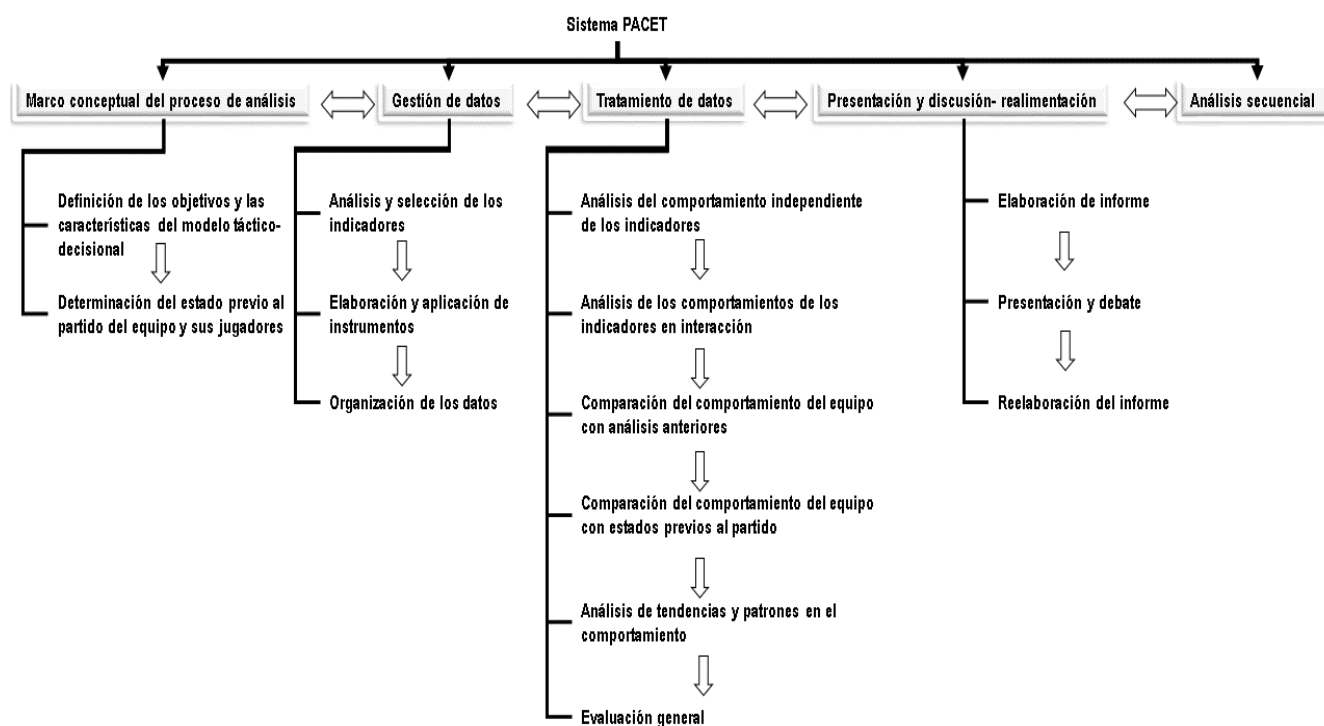 Sistema PACET
Marco conceptual del proceso de análisis
Gestión de datos
Tratamiento de datos
Presentación y discusión- realimentación
Análisis secuencial
Definición de los objetivos y las
características del modelo táctico-
decisional
Determinación del estado previo al
partido del equipo y sus jugadores
Análisis y selección de los
indicadores
Elaboración y aplicación de
instrumentos
Organización de los datos
Análisis del comportamiento independiente
de los indicadores
Análisis de los comportamientos de los
indicadores en interacción
Comparación del comportamiento del equipo
con análisis anteriores
Comparación del comportamiento del equipo
con estados previos al partido
Análisis de tendencias y patrones en el
comportamiento
Evaluación general
Elaboración de informe
Presentación y debate
Reelaboración del informe